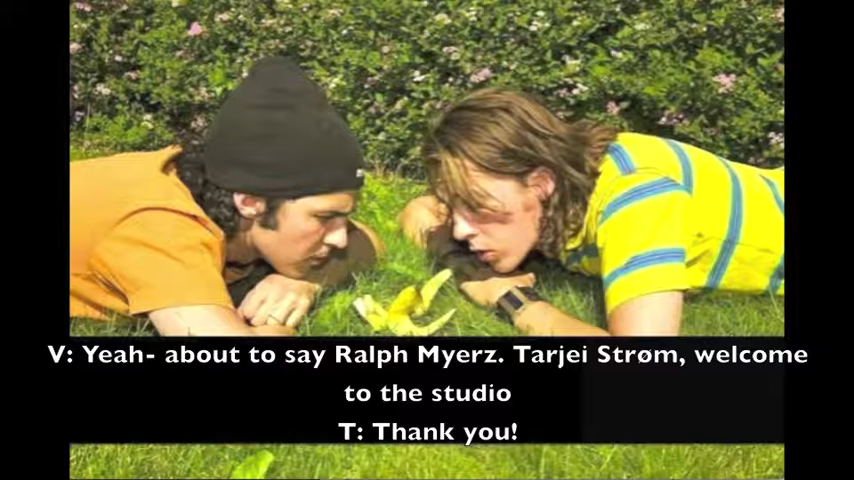 V: Yeah- about to say Ralph Myerz. Tarjei Strøm, welcome
to the studio
T: Thank you!